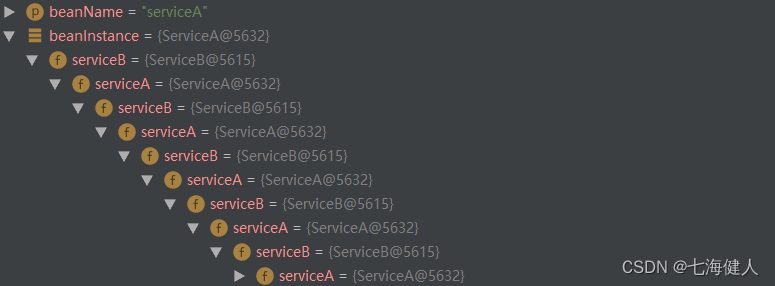 p beanName = "serviceA"
beanInstance = {ServiceA@5632}
f serviceB = {ServiceB@5615}
f serviceA = {ServiceA@5632}
f serviceB = {ServiceB@5615}
f serviceA = {ServiceA@5632}
f serviceB = {ServiceB@5615}
f serviceA = {ServiceA@5632}
f serviceB = {ServiceB@5615}
f serviceA = {ServiceA@5632}
f serviceB = {ServiceB@5615}
f serviceA = {ServiceA@5632}
CSDN @七海健人